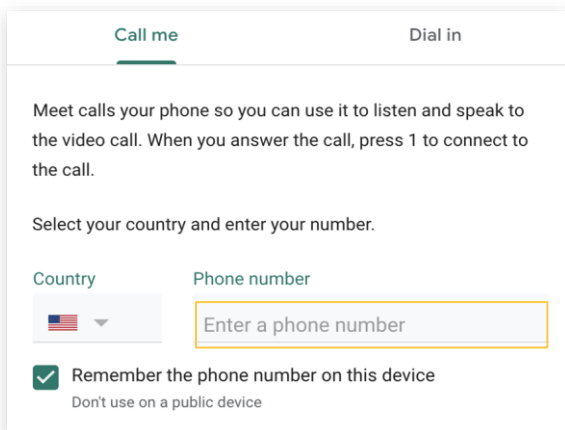 Call me
Dial in
Meet calls your phone so you can use it to listen and speak to
the video call. When you answer the call, press 1 to connect to
the call.
Select your country and enter your number.
Country
Phone number
Enter a phone number
Remember the phone number on this device
Don't use on a public device